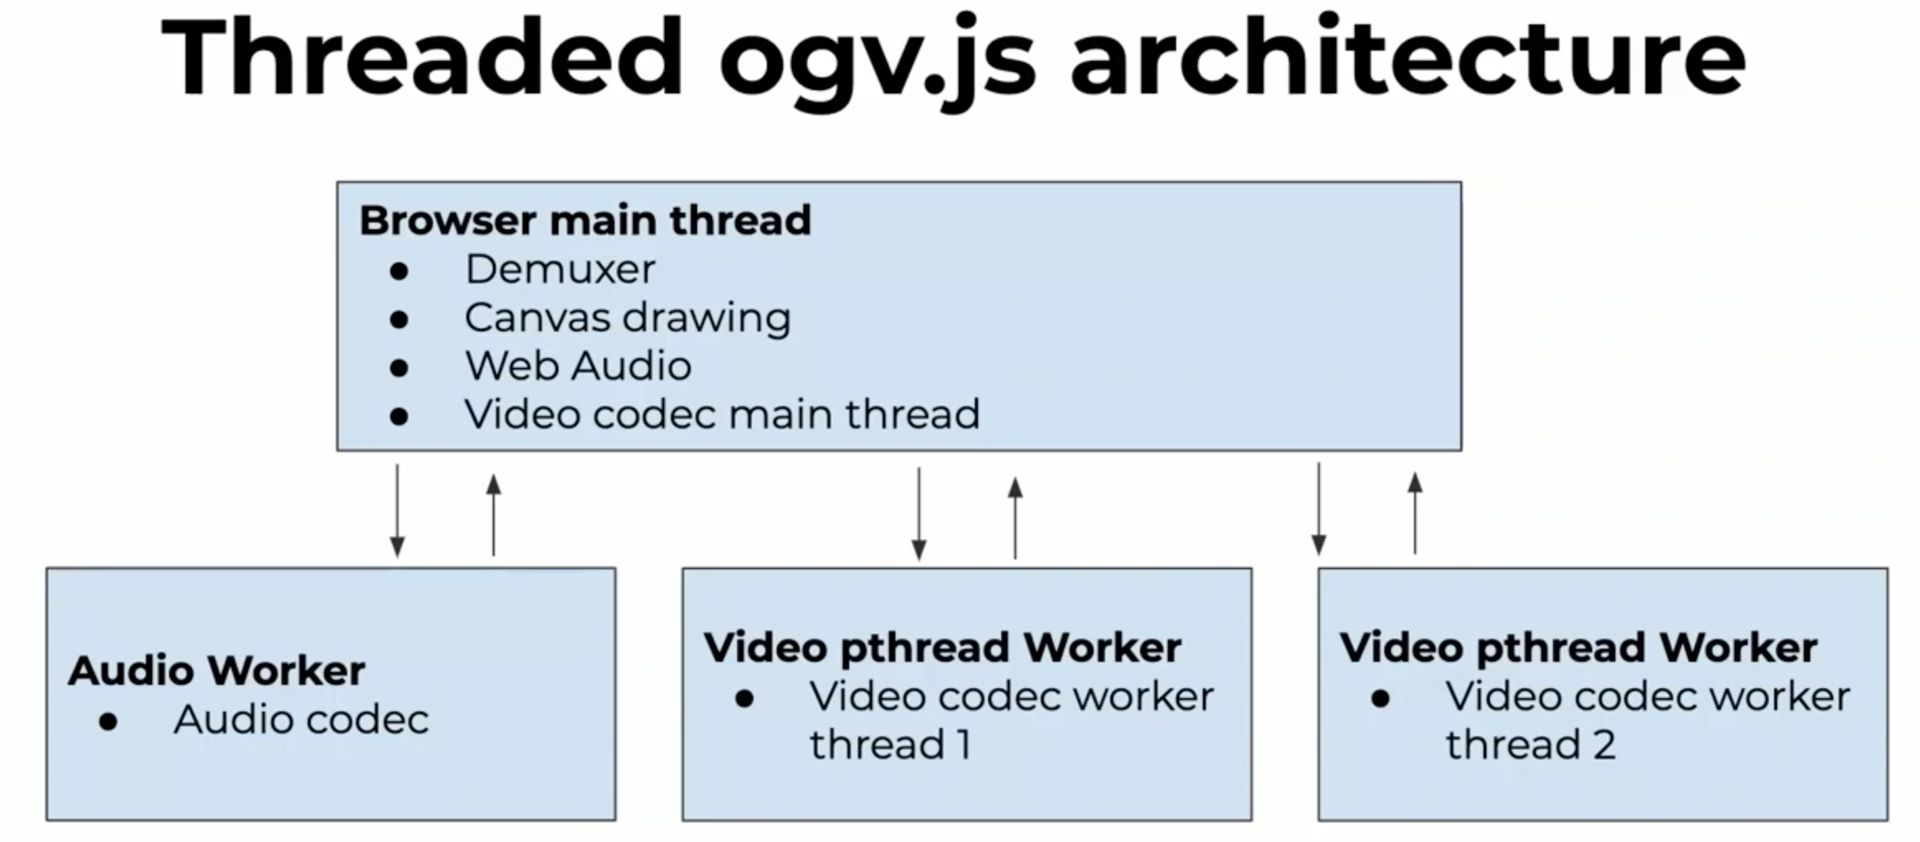 Threaded ogv.js architecture
Browser main thread
● Demuxer
● Canvas drawing
● Web Audio
● Video codec main thread
Audio Worker
● Audio codec
Video pthread Worker
● Video codec worker
thread 1
Video pthread Worker
● Video codec worker
thread 2